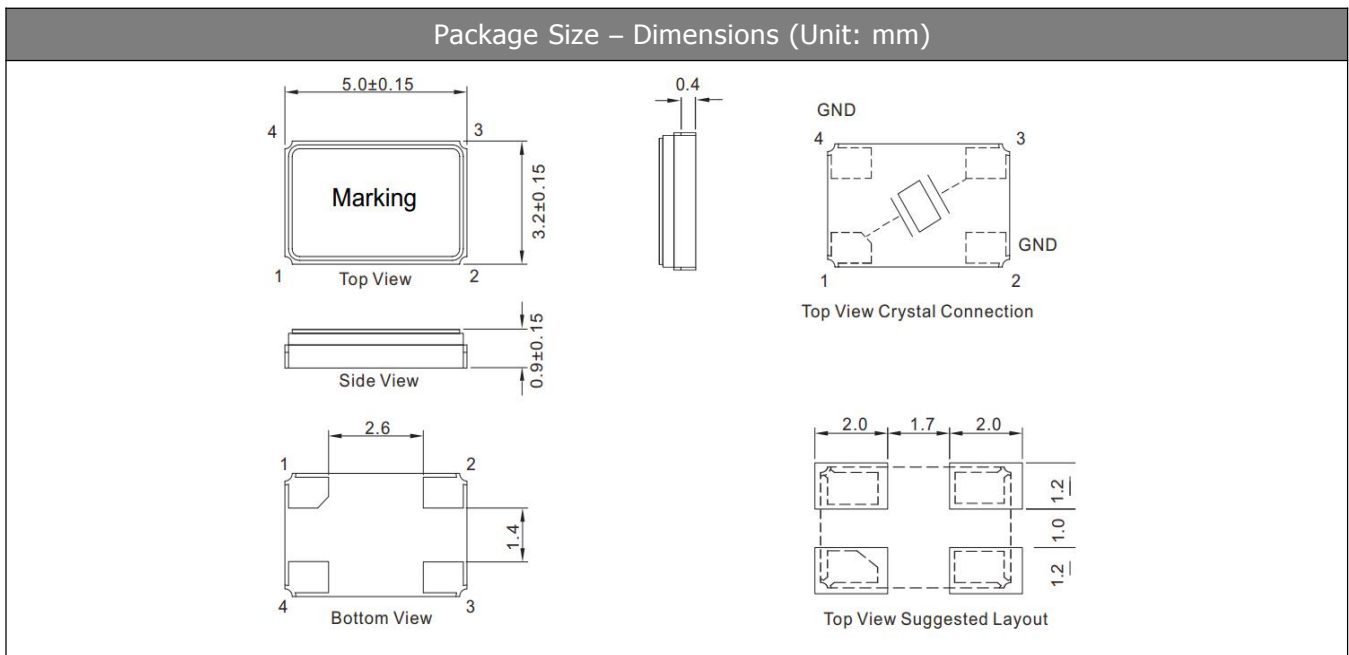 Package Size – Dimensions (Unit: mm)
5.0±0.15
4
3
Marking
3.2±0.15
1
2
Top View
0.4
GND
4
3
GND
1
2
Top View Crystal Connection
0.9±0.15
Side View
2.6
1
2
1.4
4
3
Bottom View
2.0
1.7
2.0
1.2
1.0
1.2
Top View Suggested Layout